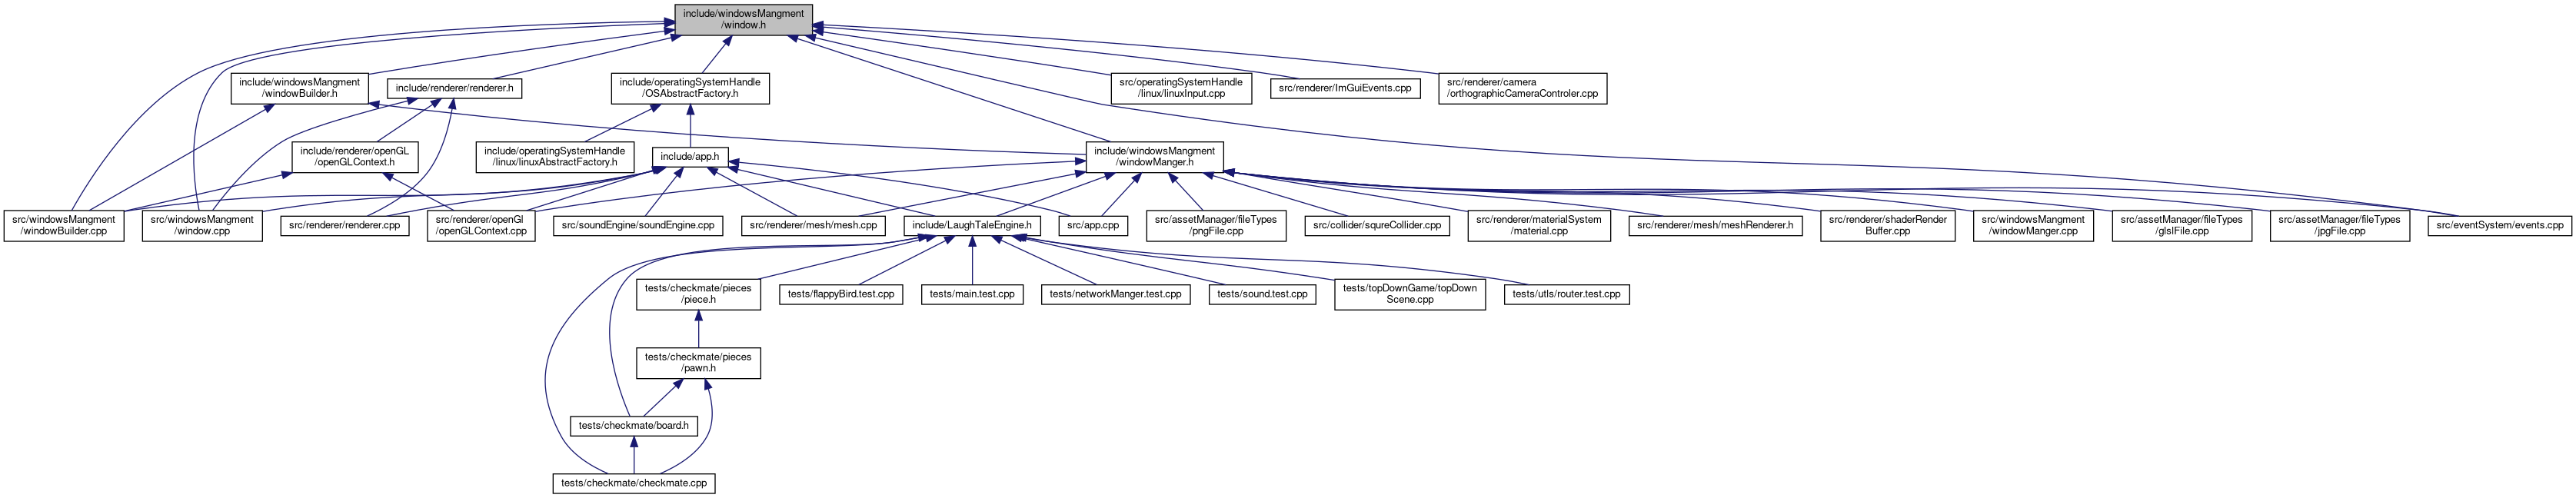 include/windowsMangment
/window.h
include/windowsMangment
/windowBuilder.h
include/renderer/renderer.h
include/operatingSystemHandle
/OSAbstractFactory.h
src/operatingSystemHandle
/linux/linuxInput.cpp
src/renderer/ImGuiEvents.cpp
src/renderer/camera
/orthographicCameraControler.cpp
include/renderer/openGL
/openGLContext.h
include/operatingSystemHandle
/linux/linuxAbstractFactory.h
include/app.h
include/windowsMangment
/windowManger.h
src/windowsMangment
/windowBuilder.cpp
src/windowsMangment
/window.cpp
src/renderer/renderer.cpp
src/renderer/openGl
/openGLContext.cpp
src/soundEngine/soundEngine.cpp
src/renderer/mesh/mesh.cpp
include/LaughTaleEngine.h
src/app.cpp
src/assetManager/fileTypes
/pngFile.cpp
src/collider/squreCollider.cpp
src/renderer/materialSystem
/material.cpp
src/renderer/mesh/meshRenderer.h
src/renderer/shaderRender
Buffer.cpp
src/windowsMangment
/windowManger.cpp
src/assetManager/fileTypes
/glslFile.cpp
src/assetManager/fileTypes
/jpgFile.cpp
src/eventSystem/events.cpp
tests/checkmate/pieces
/piece.h
tests/flappyBird.test.cpp
tests/main.test.cpp
tests/networkManger.test.cpp
tests/sound.test.cpp
tests/topDownGame/topDown
Scene.cpp
tests/utls/router.test.cpp
tests/checkmate/pieces
/pawn.h
tests/checkmate/board.h
tests/checkmate/checkmate.cpp